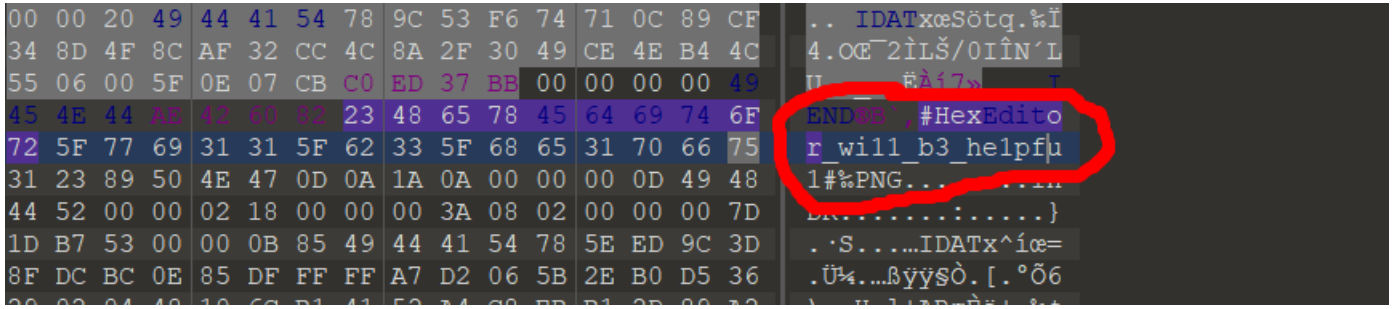 00 00 20 49 44 41 54 78 9C 53 F6 74 71 0C 89 CF .. IDATxœSötq.‰Ï
34 8D 4F 8C AF 32 CC 4C 8A 2F 30 49 CE 4E B4 4C 4.OŒ¯2ÌLŠ/0IÎN´L
55 06 00 5F 0E 07 CB C0 ED 37 BB 00 00 00 00 49 U ËÀí7» I
45 4E 44 AE 42 60 82 23 48 65 78 45 64 69 74 6F END®B`‚#HexEdito
72 5F 77 69 31 31 5F 62 33 5F 68 65 31 70 66 75 r_wi11_b3_he1pfu
31 23 89 50 4E 47 0D 0A 1A 0A 00 00 00 0D 49 48 1#‰PNG........IH
44 52 00 00 02 18 00 00 00 3A 08 02 00 00 00 7D DR.......:.....}
1D B7 53 00 00 0B 85 49 44 41 54 78 5E ED 9C 3D .·S...…IDATx^íœ=
8F DC BC 0E 85 DF FF FF A7 D2 06 5B 2E B0 D5 36 .Ü¼.…ßÿÿ§Ò.[.°Õ6